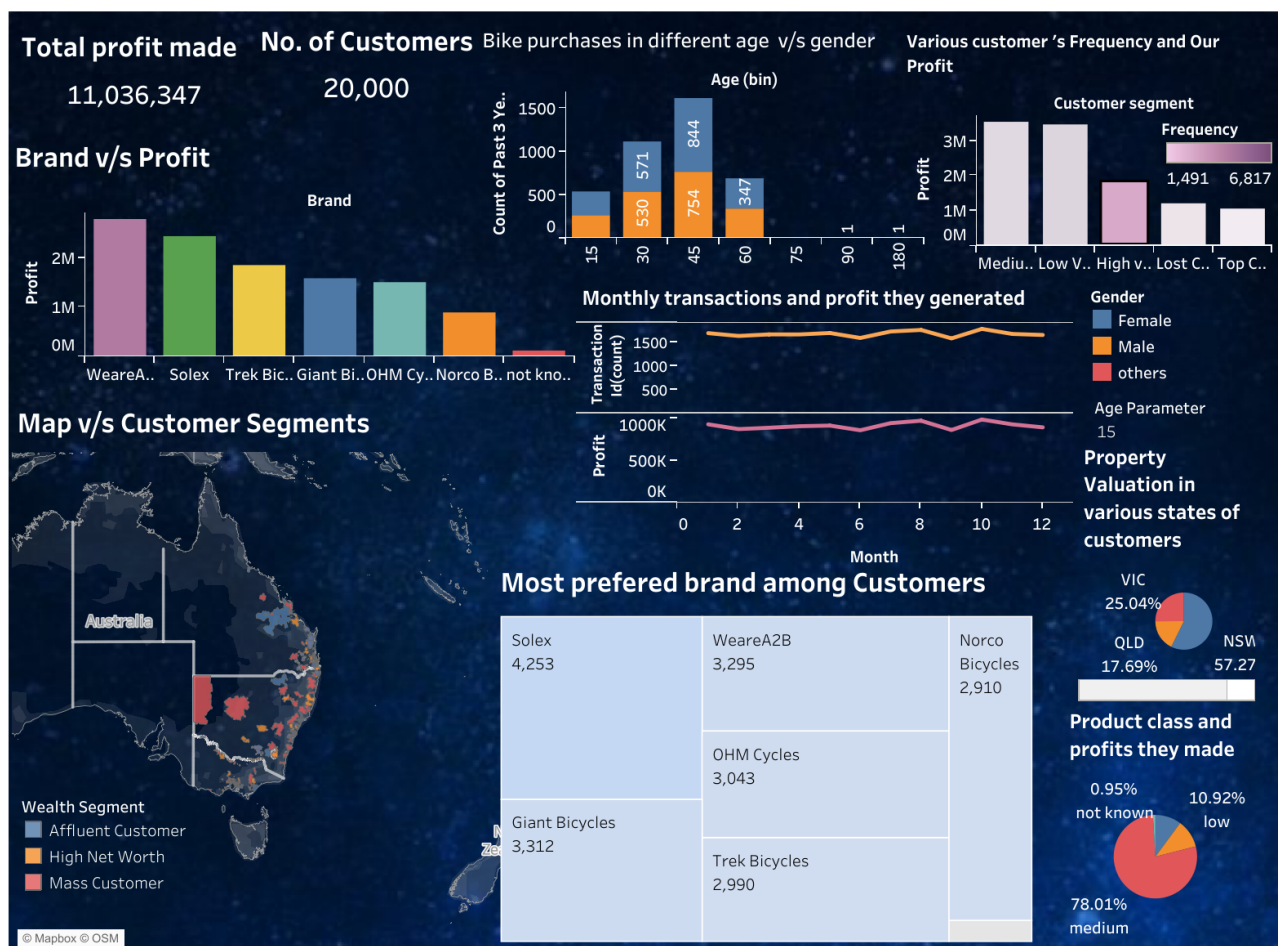 Total profit made
11,036,347
No. of Customers
20,000
Bike purchases in different age v/s gender
Age (bin)
Count of Past 3 Ye..
1500
1000
500
0
571
530
844
754
347
1
1
15
30
45
60
75
90
180
Various customer 's Frequency and Our
Profit
Customer segment
Frequency
1,491 6,817
Profit
3M
2M
1M
0M
Mediu.. Low V.. High v.. Lost C.. Top C..
Brand v/s Profit
Brand
Profit
2M
1M
0M
WeareA.. Solex Trek Bic.. Giant Bi.. OHM Cy.. Norco B.. not kno..
Monthly transactions and profit they generated
Transaction
Id(count)
1500
1000
500
Profit
1000K
500K
0K
0 2 4 6 8 10 12
Month
Gender
Female
Male
others
Age Parameter
15
Property
Valuation in
various states of
customers
VIC
25.04%
QLD
17.69%
NSW
57.27
Map v/s Customer Segments
Australia
Wealth Segment
Affluent Customer
High Net Worth
Mass Customer
© Mapbox © OSM
Most prefered brand among Customers
Solex
4,253
Giant Bicycles
3,312
WeareA2B
3,295
OHM Cycles
3,043
Trek Bicycles
2,990
Norco
Bicycles
2,910
Product class and
profits they made
0.95%
not known
10.92%
low
78.01%
medium